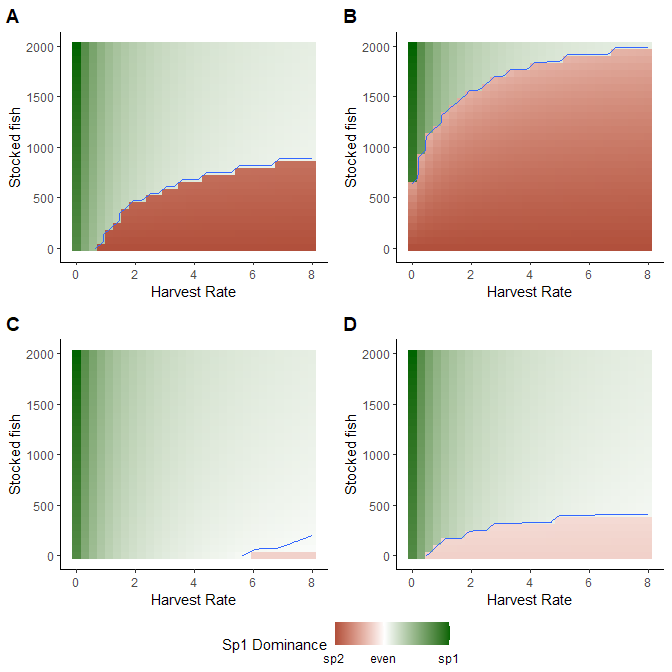 A
B
Stocked fish
2000
1500
1000
500
0
0 2 4 6 8
Harvest Rate
Stocked fish
2000
1500
1000
500
0
0 2 4 6 8
Harvest Rate
C
D
Stocked fish
2000
1500
1000
500
0
0 2 4 6 8
Harvest Rate
Stocked fish
2000
1500
1000
500
0
0 2 4 6 8
Harvest Rate
Sp1 Dominance
sp2 even sp1